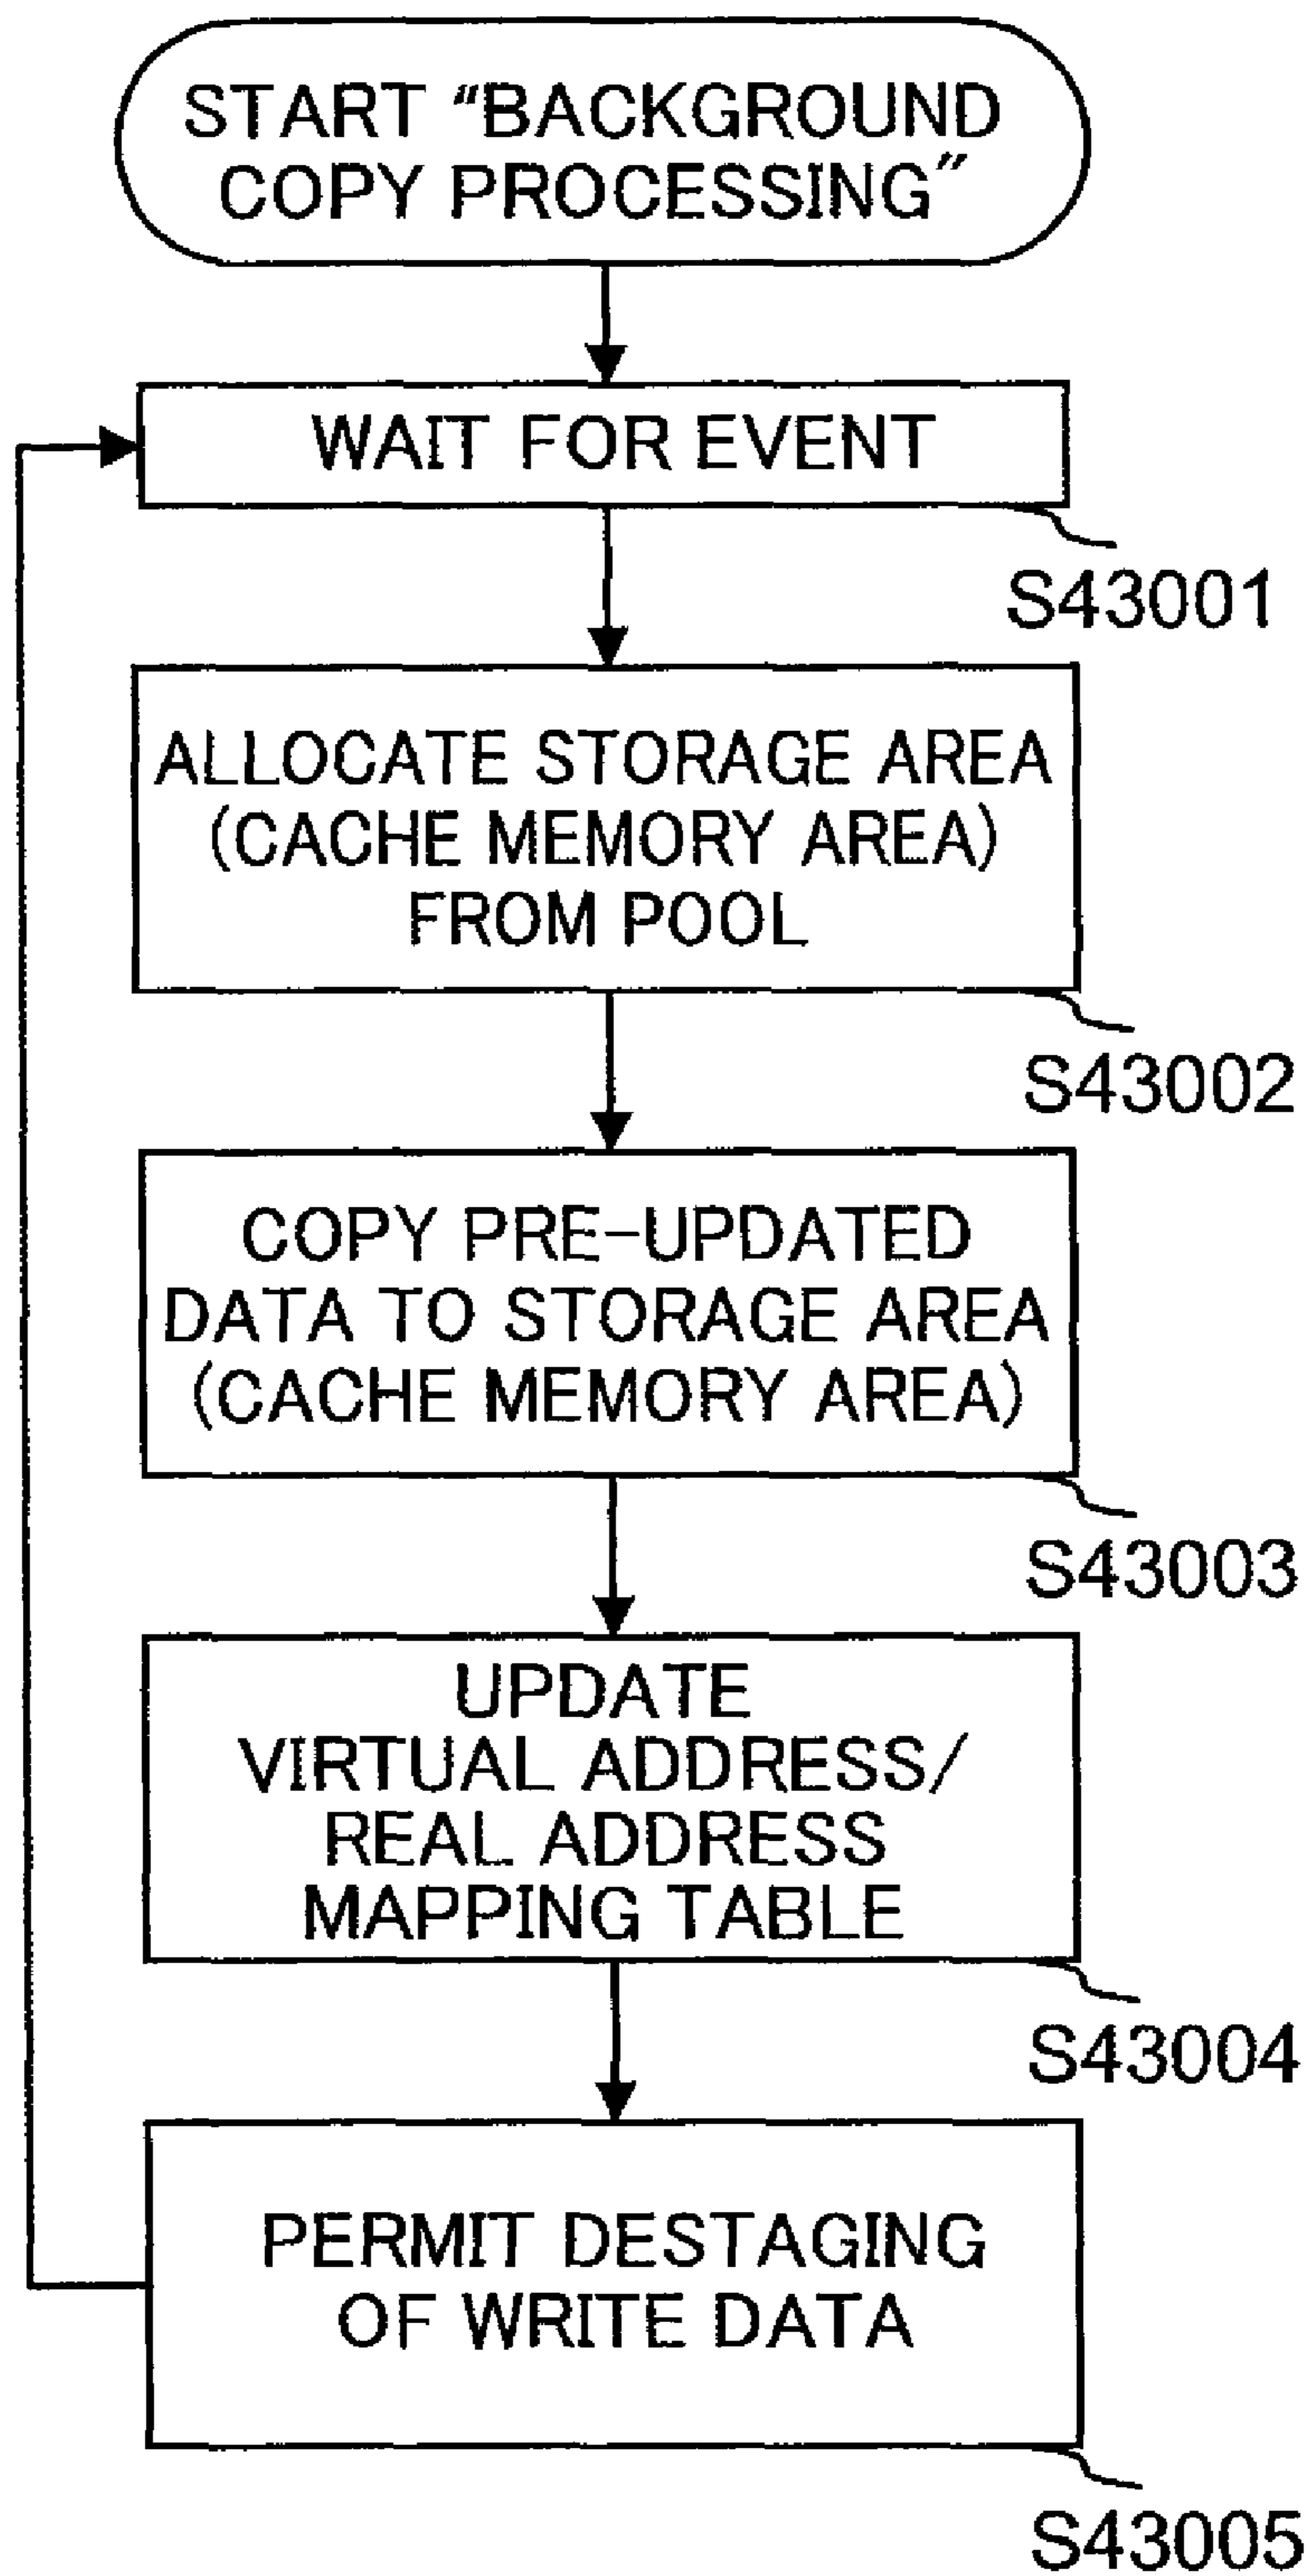 START “BACKGROUND
COPY PROCESSING”
WAIT FOR EVENT
S43001
ALLOCATE STORAGE AREA
(CACHE MEMORY AREA)
FROM POOL
S43002
COPY PRE-UPDATED
DATA TO STORAGE AREA
(CACHE MEMORY AREA)
S43003
UPDATE
VIRTUAL ADDRESS/
REAL ADDRESS
MAPPING TABLE
S43004
PERMIT DESTAGING
OF WRITE DATA
S43005